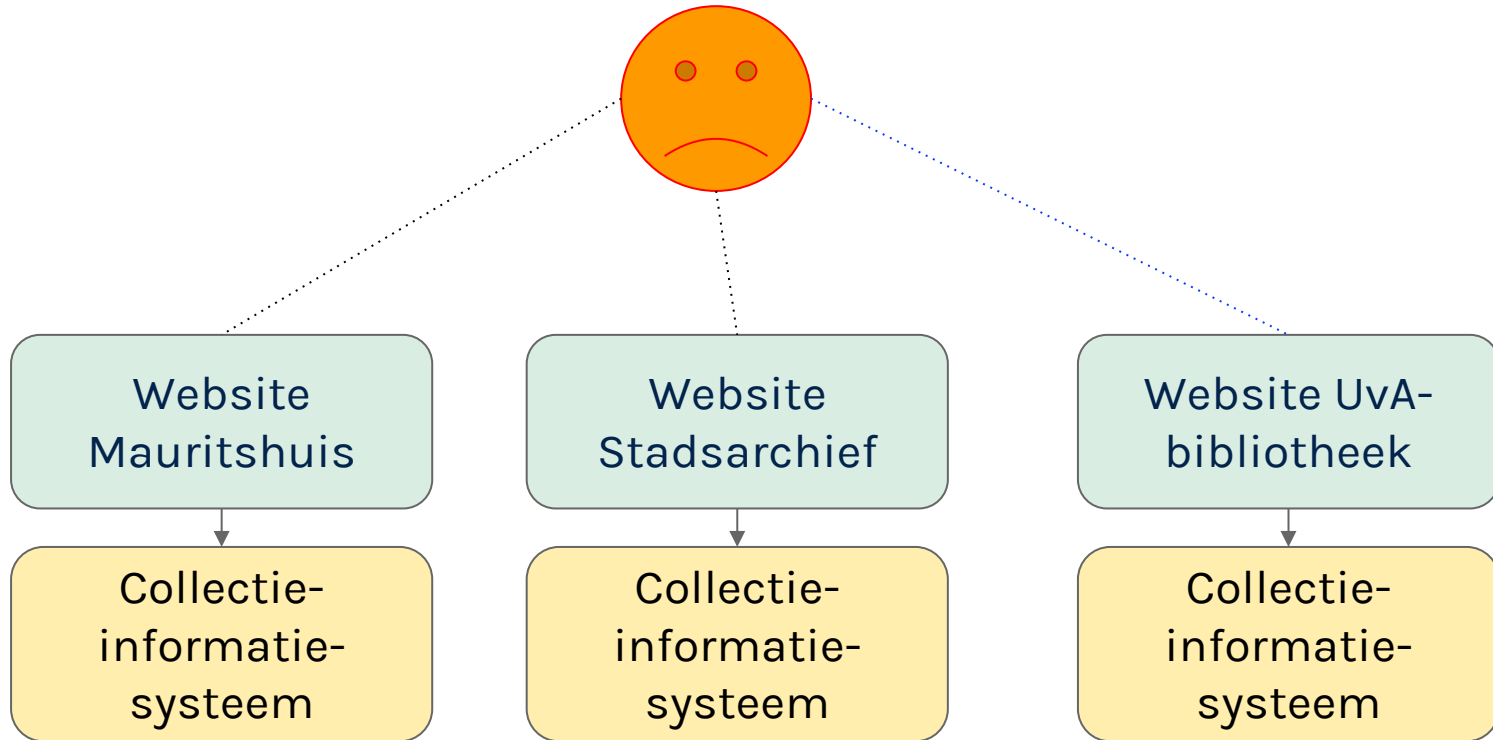 Website
Mauritshuis
Website
Stadsarchief
Website UvA-
bibliotheek
Collectie-
informatie-
systeem
Collectie-
informatie-
systeem
Collectie-
informatie-
systeem